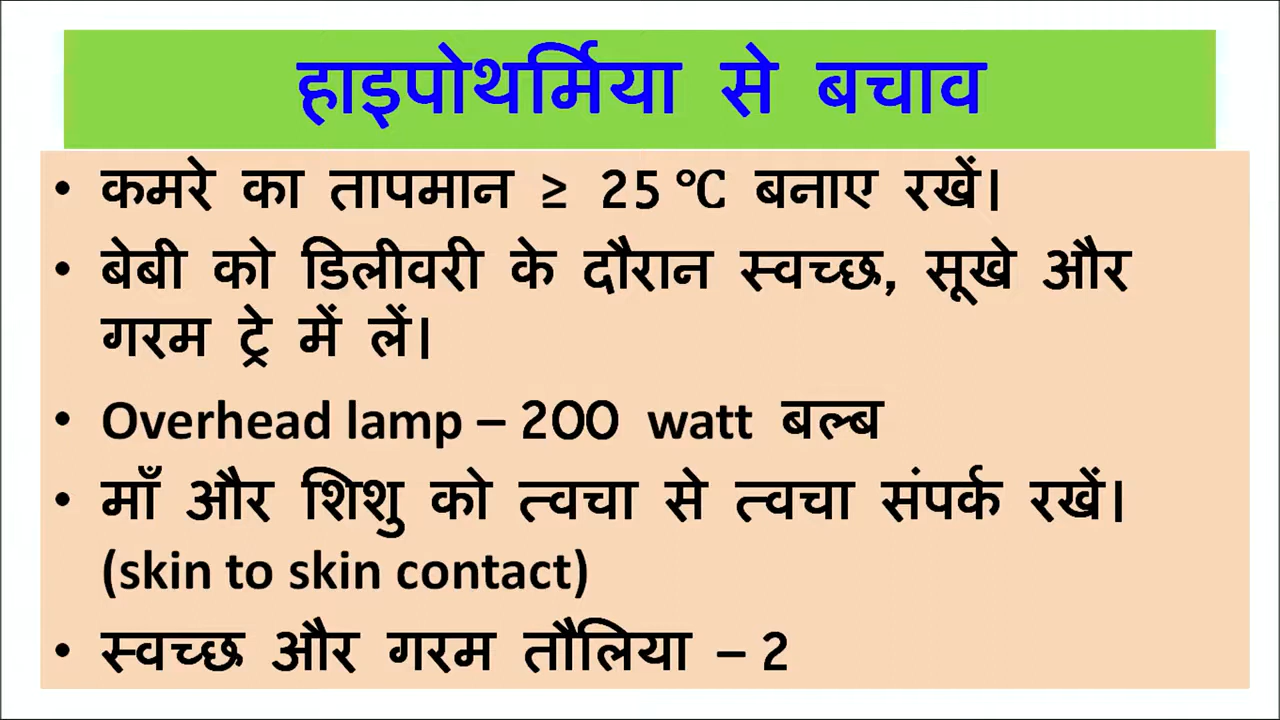 हाइपोथर्मिया से बचाव
• कमरे का तापमान ≥ 25 °C बनाए रखें।
• बेबी को डिलीवरी के दौरान स्वच्छ, सूखे और
गरम ट्रे में लें।
• Overhead lamp – 200 watt बल्ब
• माँ और शिशु को त्वचा से त्वचा संपर्क रखें।
(skin to skin contact)
• स्वच्छ और गरम तौलिया – 2